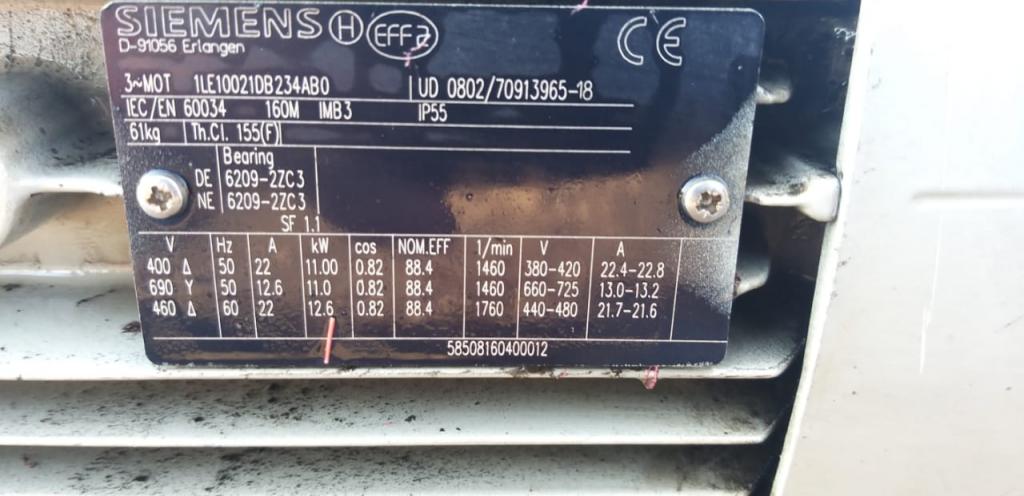 SIEMENS H EFF2 CE
D-91056 Erlangen
3~MOT 1LE10021DB234AB0 UD 0802/70913965-18
IEC/EN 60034 160M IMB3 IP55
61kg Th.Cl. 155(F)
Bearing
DE 6209-2ZC3
NE 6209-2ZC3
SF 1.1
V Hz A kW cos NOM.EFF 1/min V A
400 Δ 50 22 11.00 0.82 88.4 1460 380-420 22.4-22.8
690 Y 50 12.6 11.0 0.82 88.4 1460 660-725 13.0-13.2
460 Δ 60 22 12.6 0.82 88.4 1760 440-480 21.7-21.6
58508160400012